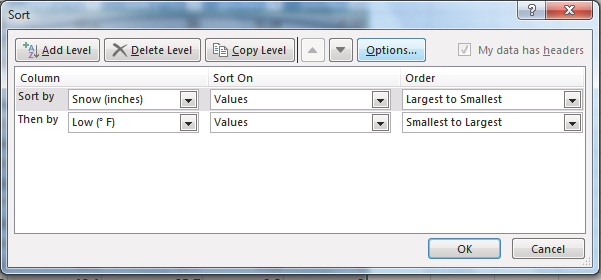 Sort
Add Level Delete Level Copy Level Options... My data has headers
Column Sort On Order
Sort by Snow (inches) Values Largest to Smallest
Then by Low (° F) Values Smallest to Largest
OK Cancel